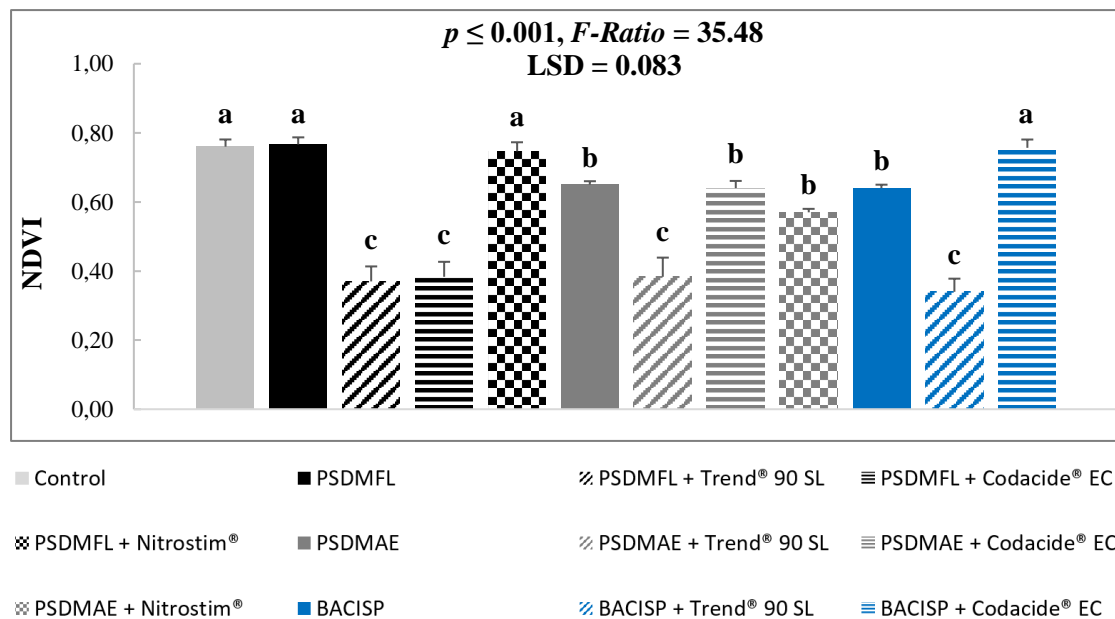 p ≤ 0.001, F-Ratio = 35.48
LSD = 0.083
1,00
0,80
0,60
0,40
0,20
0,00
NDVI
a a c c a b c b b b c a
Control PSDMFL PSDMFL + Trend® 90 SL PSDMFL + Codacide® EC
PSDMFL + Nitrostim® PSDMAE PSDMAE + Trend® 90 SL PSDMAE + Codacide® EC
PSDMAE + Nitrostim® BACISP BACISP + Trend® 90 SL BACISP + Codacide® EC